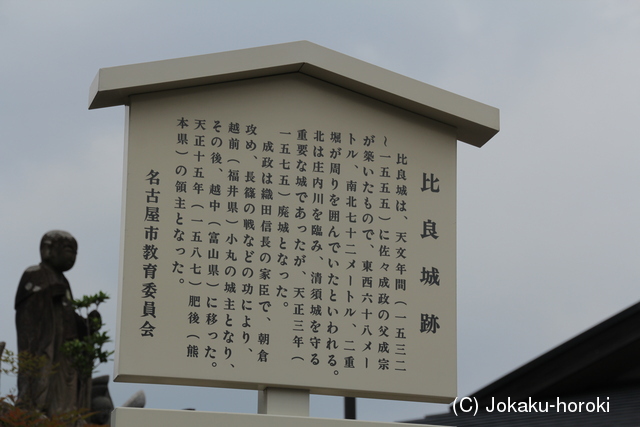 比良城跡
比良城は、天文年間（一五三二
～一五五五）に佐々成政の父成宗
が築いたもので、東西六十八メー
トル、南北七十二メートル、二重
堀が周りを囲んでいたといわれる。
北は庄内川を臨み、清須城を守る
重要な城であったが、天正三年（
一五七五）廃城となった。
成政は織田信長の家臣で、朝倉
攻め、長篠の戦などの功により、
越前（福井県）小丸の城主となり、
その後、越中（富山県）に移った。
天正十五年（一五八七）肥後（熊
本県）の領主となった。
名古屋市教育委員会
(C) Jokaku-horoki